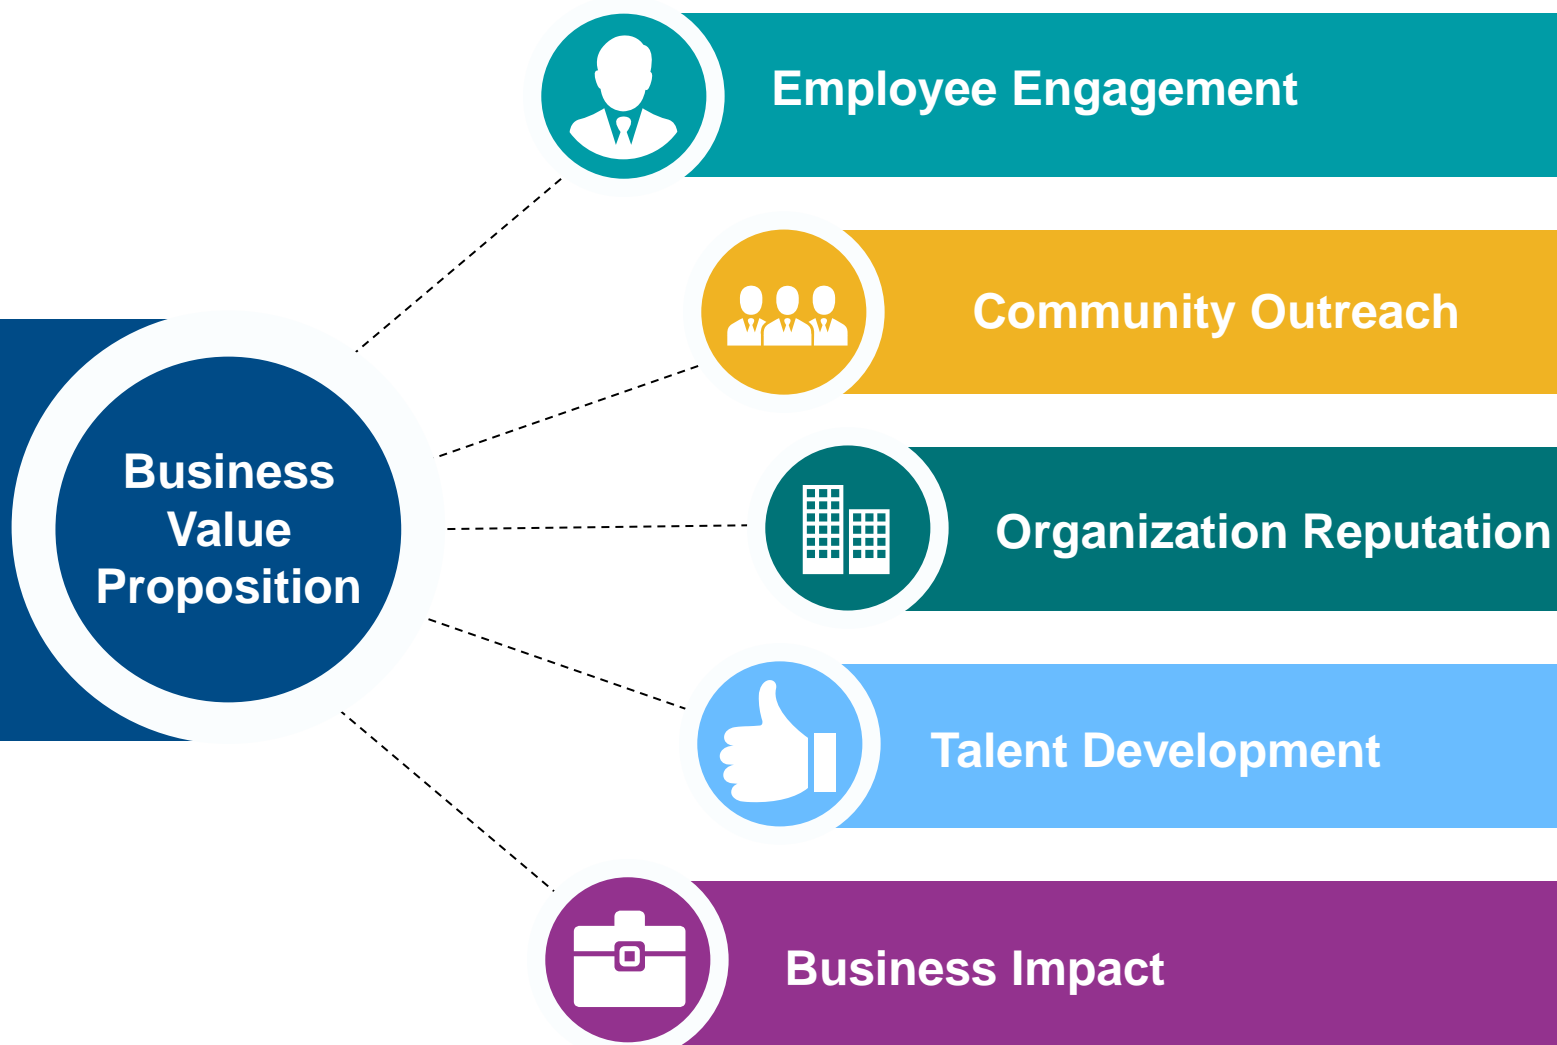 Employee Engagement
Community Outreach
Business
Value
Proposition
Organization Reputation
Talent Development
Business Impact